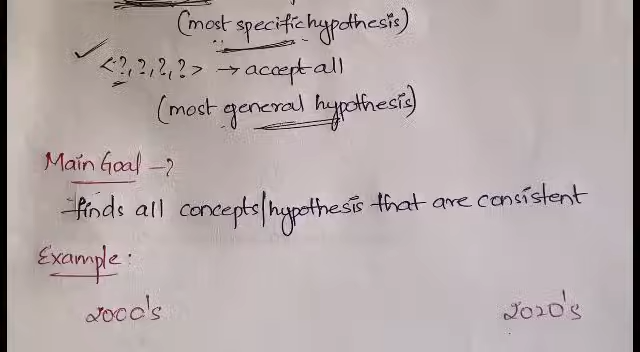 (most specific hypothesis)
✓ <?, ?, ?, ?> → accept all
(most general hypothesis)
Main Goal -?
finds all concepts/hypothesis that are consistent
Example:
2000's 2020's